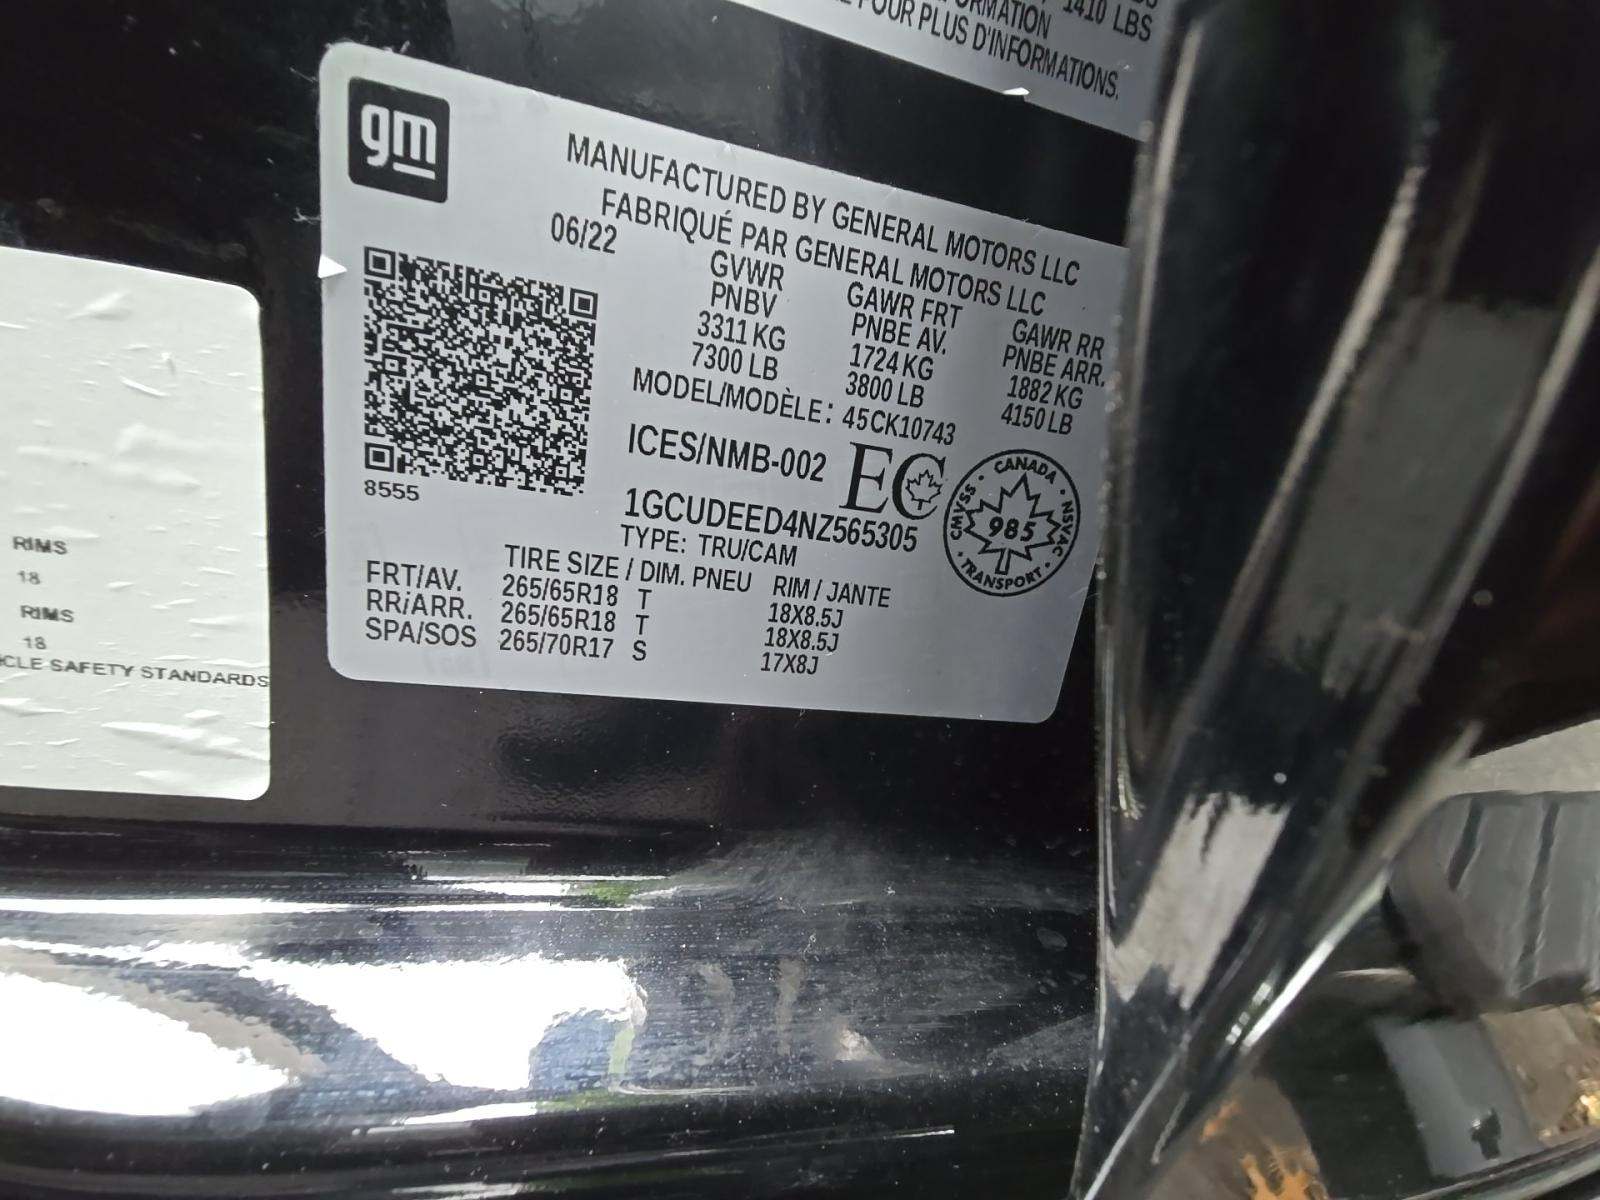 1410 LBS
FORMATION
POUR PLUS D'INFORMATIONS.
gm
MANUFACTURED BY GENERAL MOTORS LLC
FABRIQUÉ PAR GENERAL MOTORS LLC
06/22
GVWR GAWR FRT GAWR RR
PNBV PNBE AV. PNBE ARR.
3311 KG 1724 KG 1882 KG
7300 LB 3800 LB 4150 LB
MODEL/MODÈLE: 45CK10743
ICES/NMB-002 EC
CANADA
CMVSS · NSVAC
985
TRANSPORT
8555
1GCUDEED4NZ565305
TYPE: TRU/CAM
TIRE SIZE / DIM. PNEU RIM / JANTE
FRT/AV. 265/65R18 T 18X8.5J
RR/ARR. 265/65R18 T 18X8.5J
SPA/SOS 265/70R17 S 17X8J
RIMS
18
RIMS
18
CLE SAFETY STANDARDS